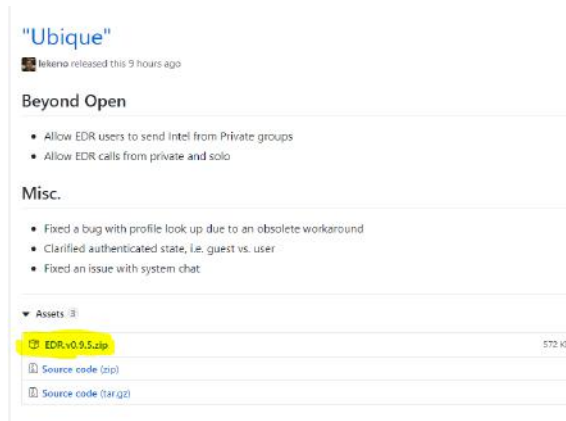 "Ubique"
lekeno released this 9 hours ago
Beyond Open
Allow EDR users to send Intel from Private groups
Allow EDR calls from private and solo
Misc.
Fixed a bug with profile look up due to an obsolete workaround
Clarified authenticated state, i.e. guest vs. user
Fixed an issue with system chat
Assets 3
EDR.v0.9.5.zip 572 K
Source code (zip)
Source code (tar.gz)